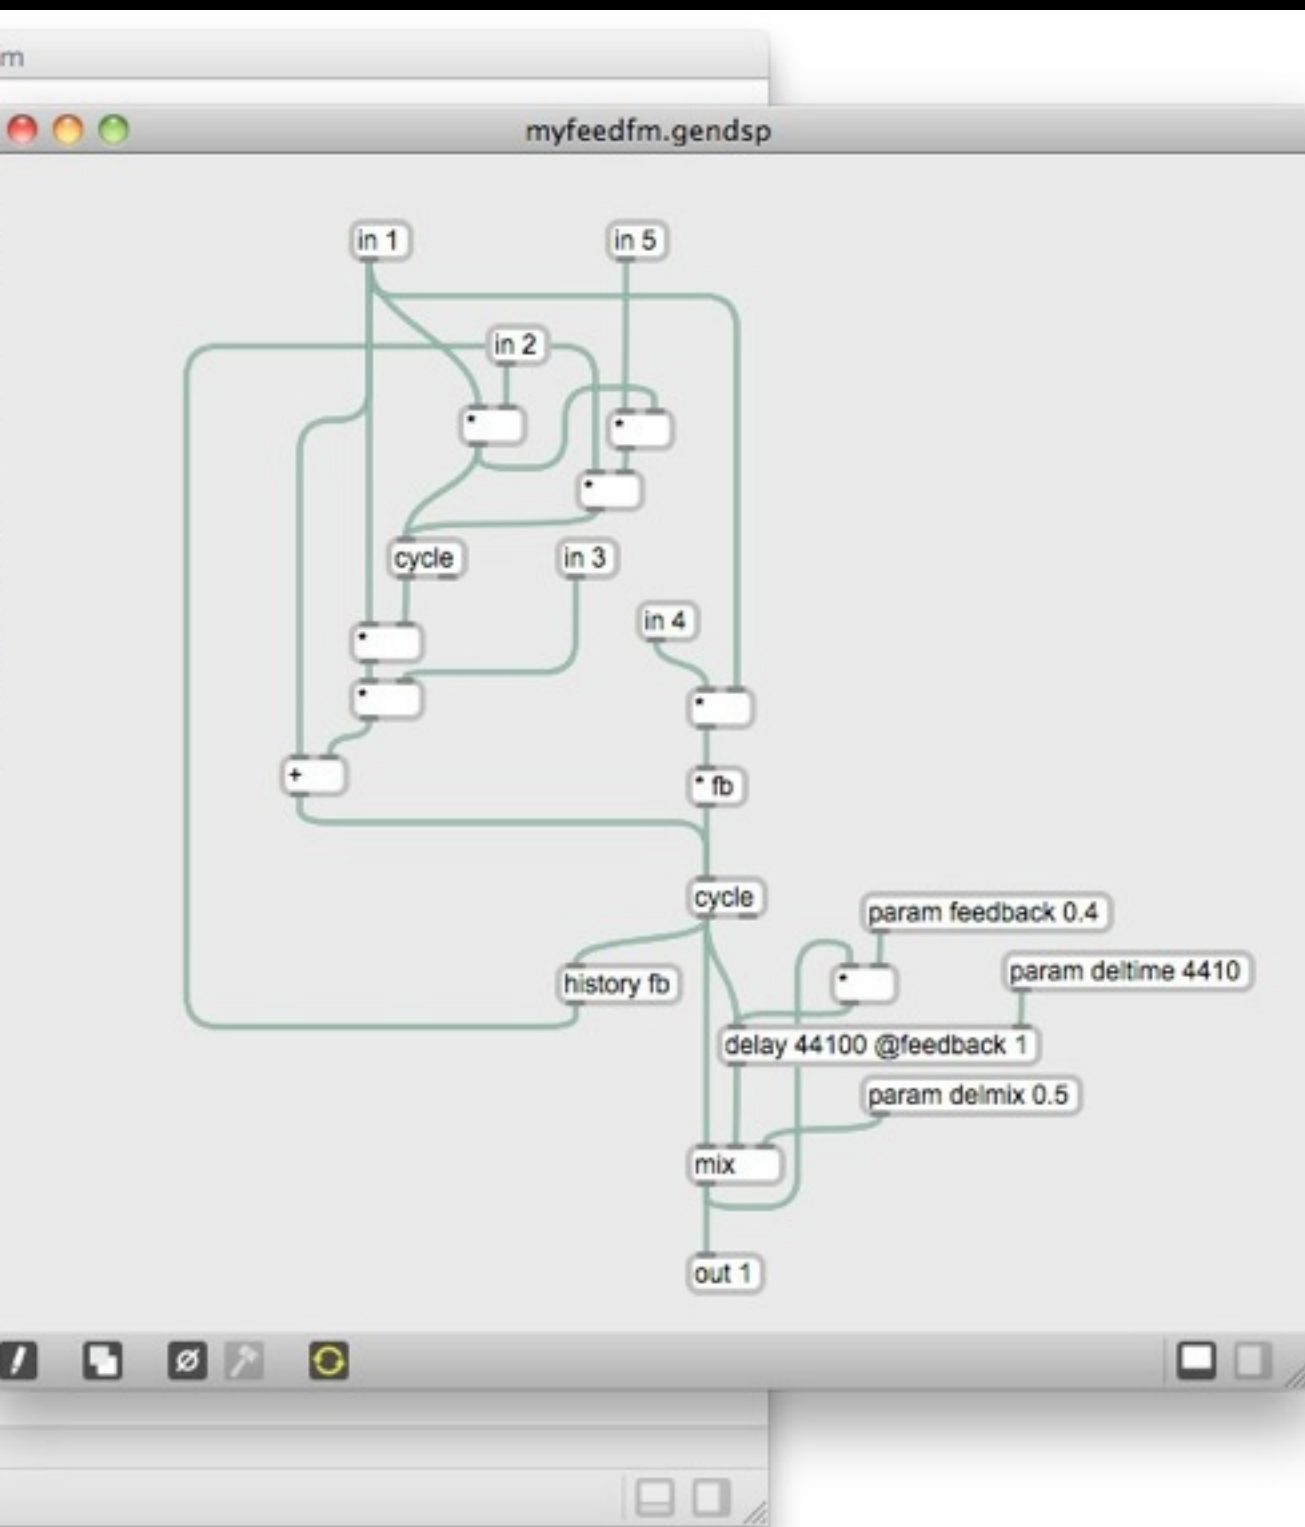 m
myfeedfm.gendsp
in 1
in 5
in 2
*
*
*
cycle
in 3
in 4
*
*
*
+
* fb
cycle
param feedback 0.4
param deltime 4410
history fb
*
delay 44100 @feedback 1
param delmix 0.5
mix
out 1